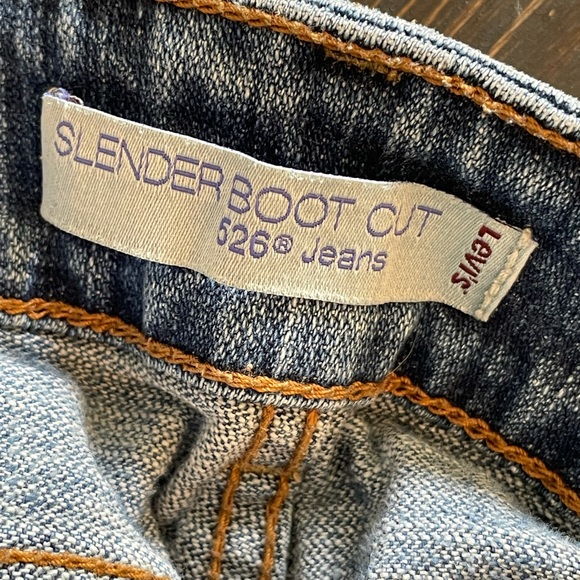 SLENDER BOOT CUT
526® Jeans
Levi's